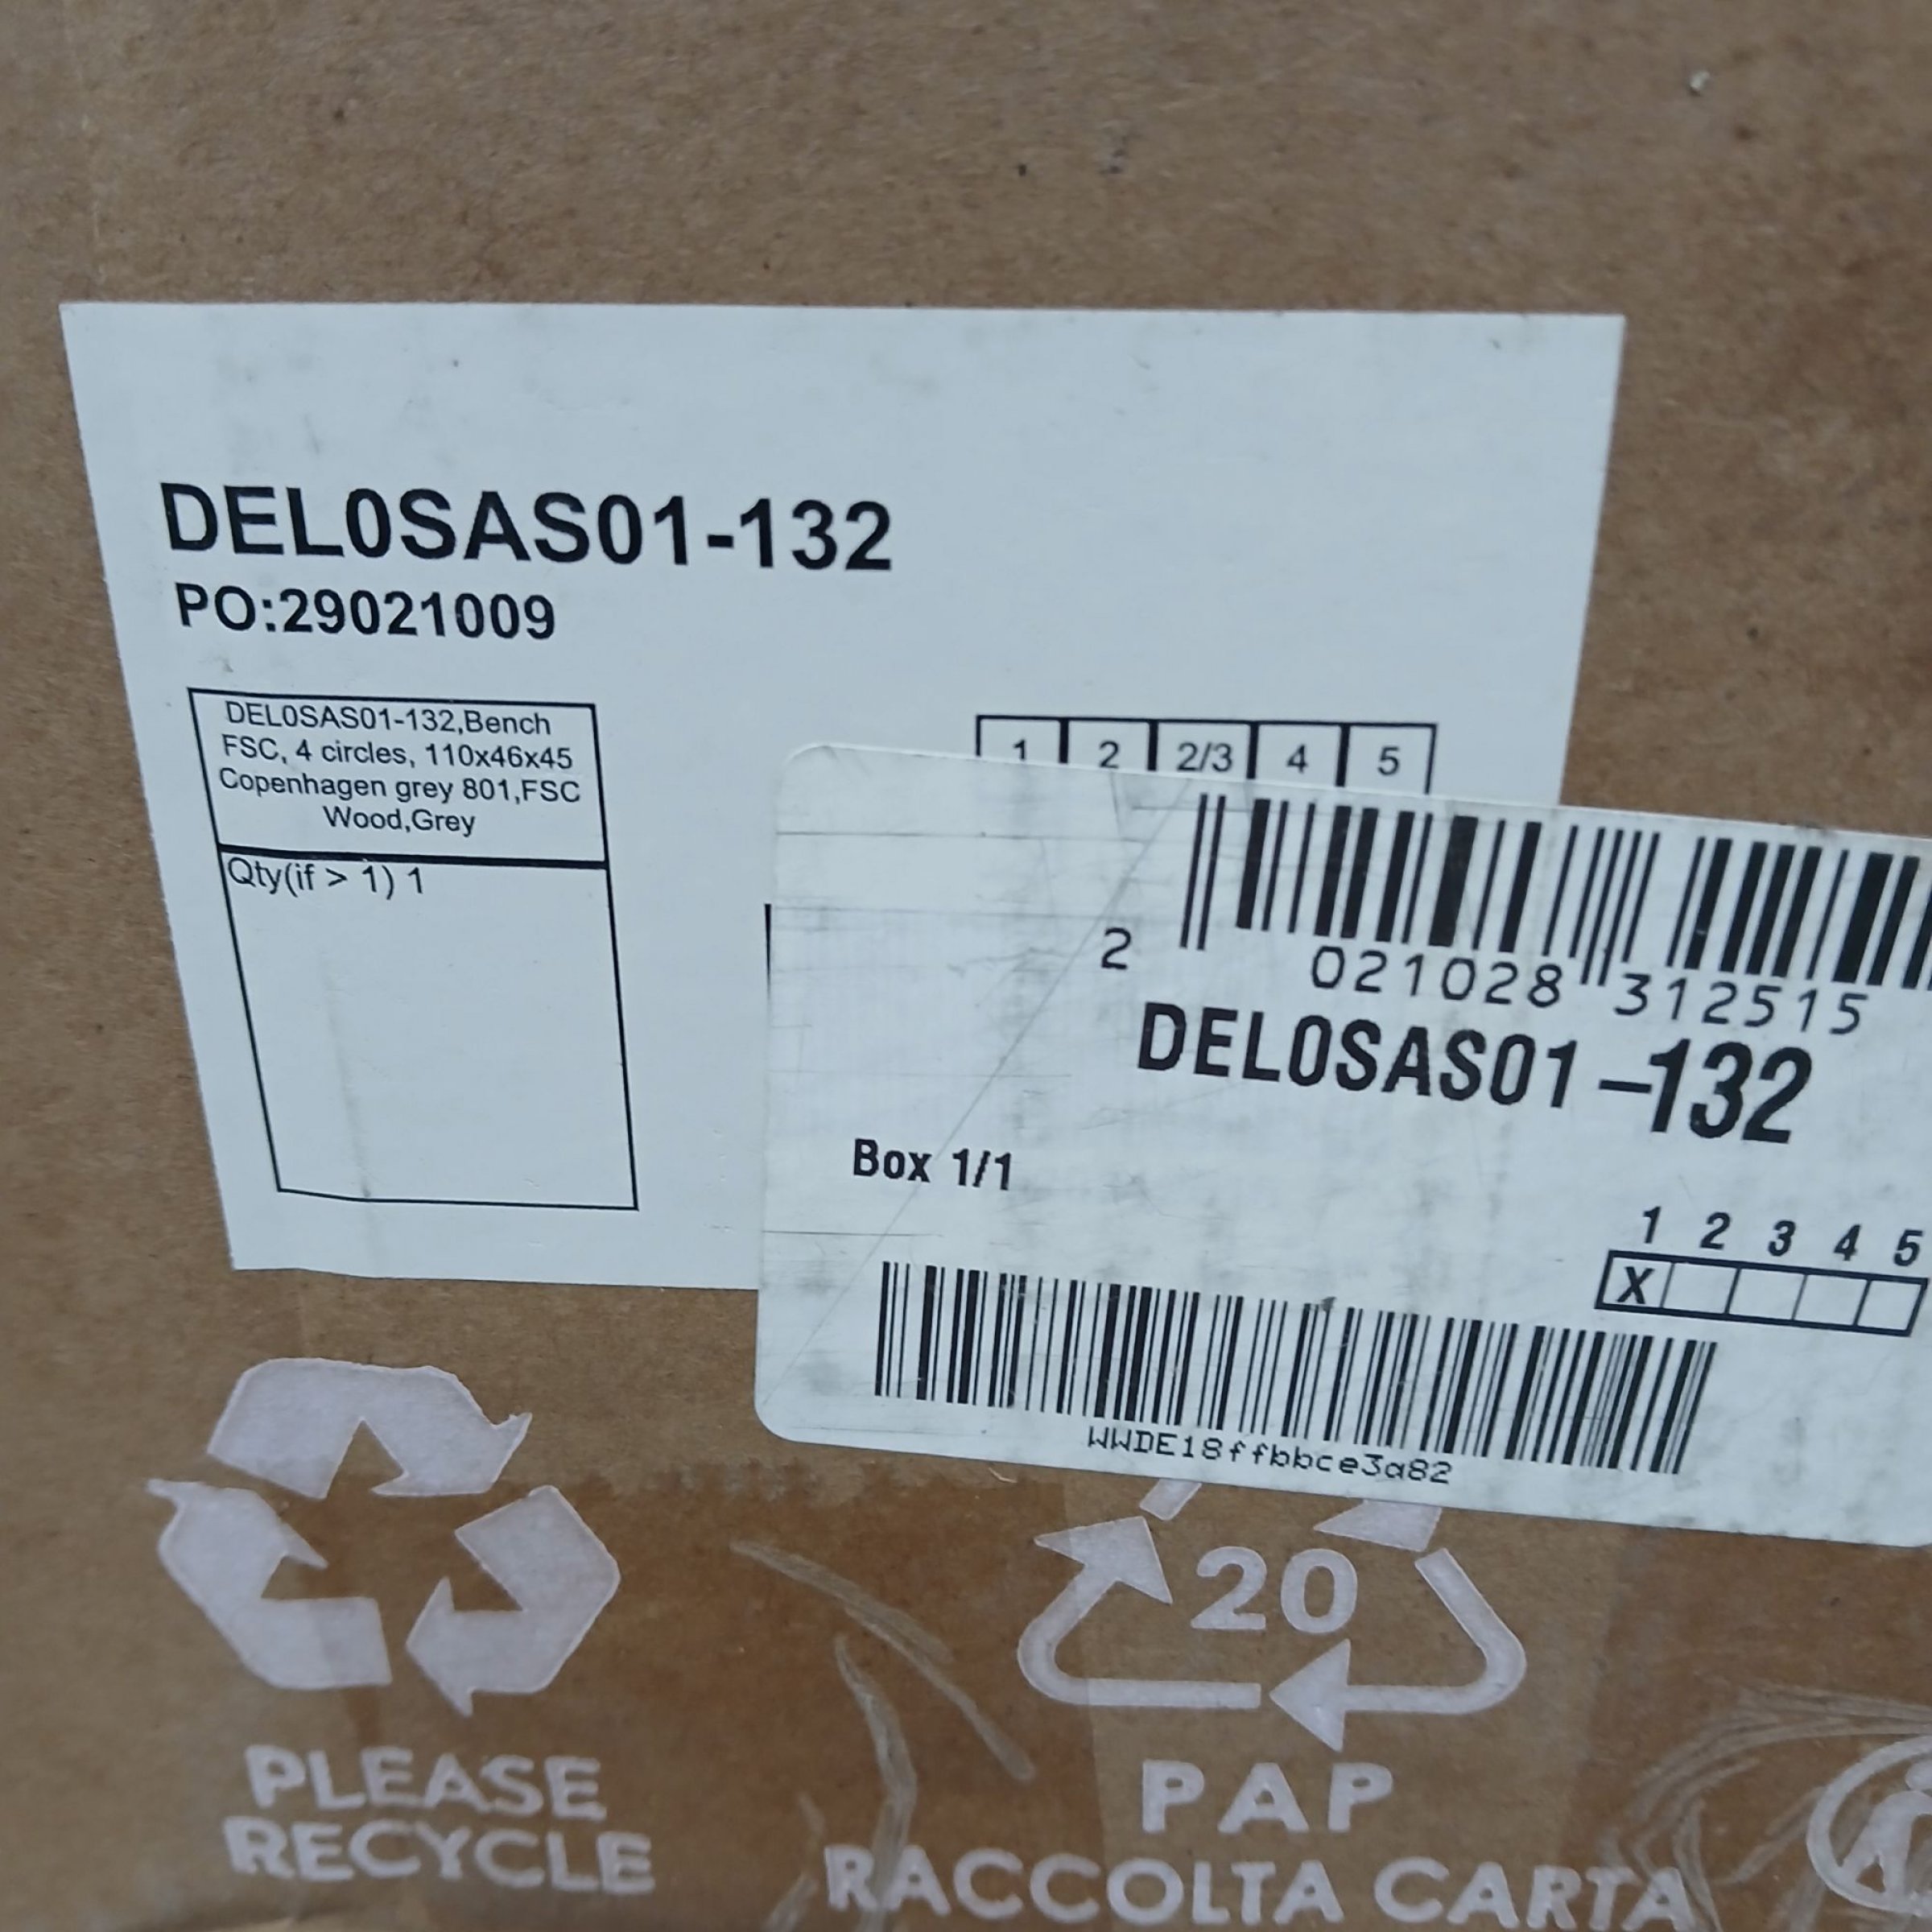 DEL0SAS01-132
PO:29021009
DEL0SAS01-132,Bench
FSC, 4 circles, 110x46x45
Copenhagen grey 801,FSC
Wood,Grey
Qty(if > 1) 1
1 2 2/3 4 5
2 021028 312515
DEL0SAS01-132
Box 1/1
1 2 3 4 5
X
WWDE18ffbbce3a82
PLEASE
RECYCLE
20
PAP
RACCOLTA CARTA